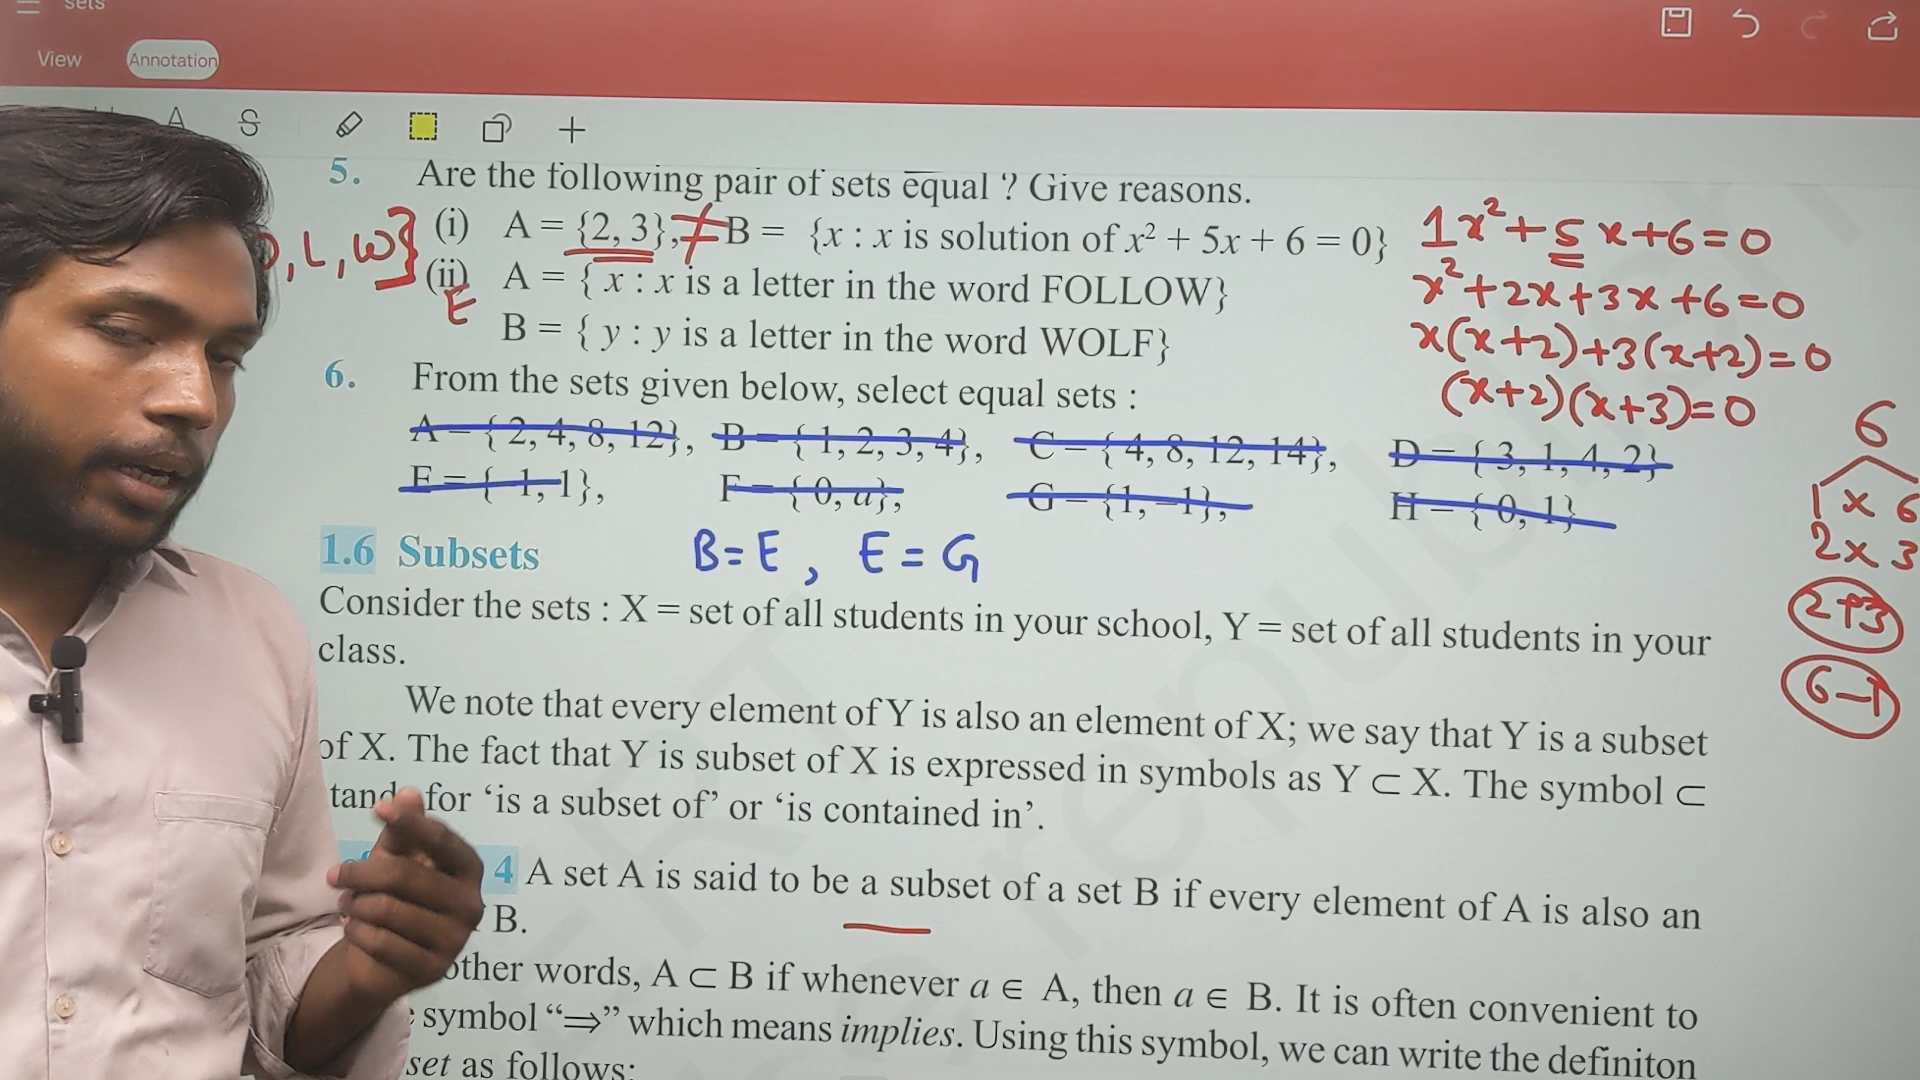 sets
View Annotation
5. Are the following pair of sets equal ? Give reasons.
(i) A = {2, 3}, ≠ B = {x : x is solution of x² + 5x + 6 = 0}
, L, W}
(ii) A = { x : x is a letter in the word FOLLOW}
E
B = { y : y is a letter in the word WOLF}
6. From the sets given below, select equal sets :
A = { 2, 4, 8, 12}, B = { 1, 2, 3, 4}, C = { 4, 8, 12, 14}, D = { 3, 1, 4, 2}
E = { –1, 1}, F = { 0, a}, G = {1, –1}, H = { 0, 1}
B=E , E=G
1.6 Subsets
Consider the sets : X = set of all students in your school, Y = set of all students in your
class.
We note that every element of Y is also an element of X; we say that Y is a subset
of X. The fact that Y is subset of X is expressed in symbols as Y ⊂ X. The symbol ⊂
tands for ‘is a subset of’ or ‘is contained in’.
4 A set A is said to be a subset of a set B if every element of A is also an
B.
other words, A ⊂ B if whenever a ∈ A, then a ∈ B. It is often convenient to
symbol “⇒” which means implies. Using this symbol, we can write the definiton
set as follows:
1x²+5x+6=0
x²+2x+3x+6=0
x(x+2)+3(x+2)=0
(x+2)(x+3)=0
6
1 x 6
2 x 3
2+3
6-1